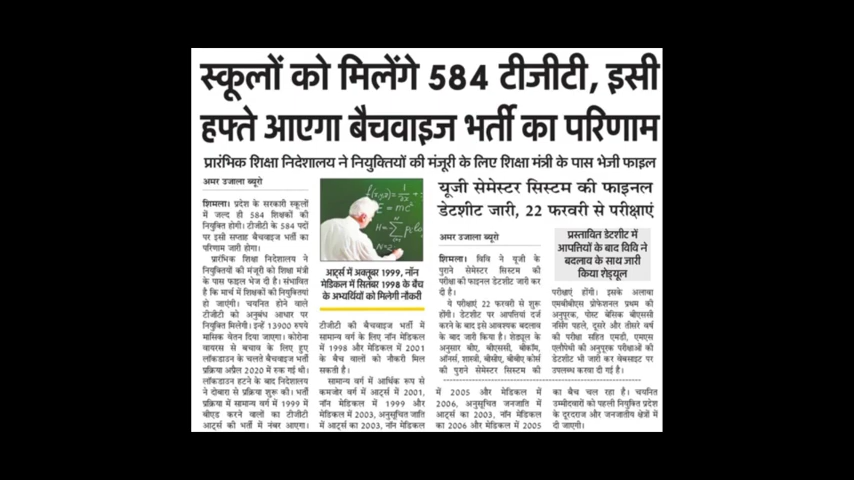 स्कूलों को मिलेंगे 584 टीजीटी, इसी
हफ्ते आएगा बैचवाइज भर्ती का परिणाम
प्रारंभिक शिक्षा निदेशालय ने नियुक्तियों की मंजूरी के लिए शिक्षा मंत्री के पास भेजी फाइल
अमर उजाला ब्यूरो
शिमला। प्रदेश के सरकारी स्कूलों
में जल्द ही 584 शिक्षकों की
नियुक्ति होगी। टीजीटी के 584 पदों
पर इसी सप्ताह बैचवाइज भर्ती का
परिणाम जारी होगा।
प्रारंभिक शिक्षा निदेशालय ने
नियुक्तियों की मंजूरी को शिक्षा मंत्री
के पास फाइल भेज दी है। संभावित
है कि मार्च में शिक्षकों की नियुक्तियां
हो जाएंगी। चयनित होने वाले
टीजीटी को अनुबंध आधार पर
नियुक्ति मिलेगी। इन्हें 13900 रुपये
मासिक वेतन दिया जाएगा। कोरोना
वायरस से बचाव के लिए हुए
लॉकडाउन के चलते बैचवाइज भर्ती
प्रक्रिया अप्रैल 2020 में रुक गई थी।
लॉकडाउन हटने के बाद निदेशालय
ने दोबारा से प्रक्रिया शुरू की। भर्ती
प्रक्रिया में सामान्य वर्ग में 1999 में
बीएड करने वालों का टीजीटी
आर्ट्स की भर्ती में नंबर आएगा।
आर्ट्स में अक्तूबर 1999, नॉन
मेडिकल में सितंबर 1998 के बैच
के अभ्यर्थियों को मिलेगी नौकरी
टीजीटी की बैचवाइज भर्ती में
सामान्य वर्ग के लिए नॉन मेडिकल
में 1998 और मेडिकल में 2001
के बैच वालों को नौकरी मिल
सकती है।
सामान्य वर्ग में आर्थिक रूप से
कमजोर वर्ग में आर्ट्स में 2001,
नॉन मेडिकल में 1999 और
मेडिकल में 2003, अनुसूचित जाति
में आर्ट्स का 2003, नॉन मेडिकल
में 2005 और मेडिकल में
2006, अनुसूचित जनजाति में
आर्ट्स का 2003, नॉन मेडिकल
का 2006 और मेडिकल में 2005
का बैच चल रहा है। चयनित
उम्मीदवारों को पहली नियुक्ति प्रदेश
के दूरदराज और जनजातीय क्षेत्रों में
दी जाएगी।
यूजी सेमेस्टर सिस्टम की फाइनल
डेटशीट जारी, 22 फरवरी से परीक्षाएं
अमर उजाला ब्यूरो
शिमला। विवि ने यूजी के
पुराने सेमेस्टर सिस्टम की
परीक्षा की फाइनल डेटशीट जारी कर
दी है।
ये परीक्षाएं 22 फरवरी से शुरू
होंगी। डेटशीट पर आपत्तियां दर्ज
करने के बाद इसे आवश्यक बदलाव
के बाद जारी किया है। शेड्यूल के
अनुसार बीए, बीएससी, बीकॉम,
ऑनर्स, शास्त्री, बीसीए, बीबीए कोर्स
की पुराने सेमेस्टर सिस्टम की
प्रस्तावित डेटशीट में
आपत्तियों के बाद विवि ने
बदलाव के साथ जारी
किया शेड्यूल
परीक्षाएं होंगी। इसके अलावा
एमबीबीएस प्रोफेशनल प्रथम की
अनुपूरक, पोस्ट बेसिक बीएससी
नर्सिंग पहले, दूसरे और तीसरे वर्ष
की परीक्षा सहित एमडी, एमएस
एलोपैथी की अनुपूरक परीक्षाओं की
डेटशीट भी जारी कर वेबसाइट पर
उपलब्ध करवा दी गई है।